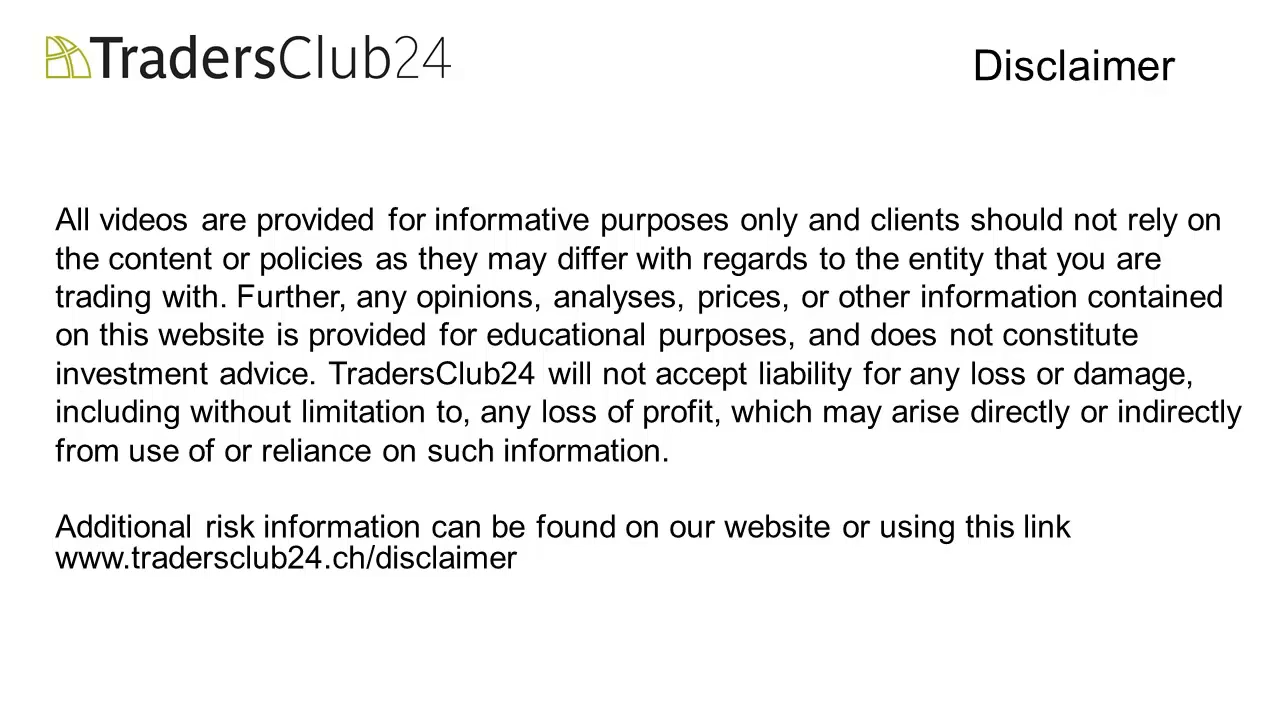 TradersClub24
Disclaimer
All videos are provided for informative purposes only and clients should not rely on
the content or policies as they may differ with regards to the entity that you are
trading with. Further, any opinions, analyses, prices, or other information contained
on this website is provided for educational purposes, and does not constitute
investment advice. TradersClub24 will not accept liability for any loss or damage,
including without limitation to, any loss of profit, which may arise directly or indirectly
from use of or reliance on such information.
Additional risk information can be found on our website or using this link
www.tradersclub24.ch/disclaimer